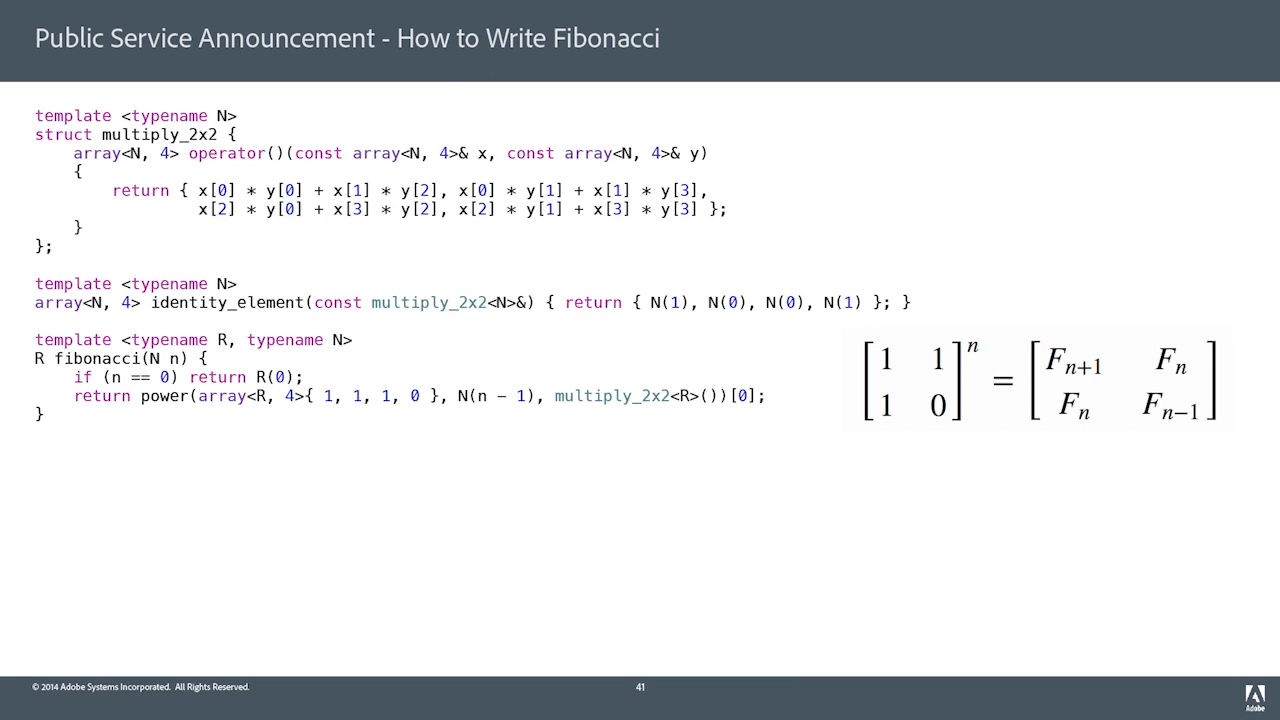 Public Service Announcement - How to Write Fibonacci
template <typename N>
struct multiply_2x2 {
    array<N, 4> operator()(const array<N, 4>& x, const array<N, 4>& y)
    {
        return { x[0] * y[0] + x[1] * y[2], x[0] * y[1] + x[1] * y[3],
                 x[2] * y[0] + x[3] * y[2], x[2] * y[1] + x[3] * y[3] };
    }
};
template <typename N>
array<N, 4> identity_element(const multiply_2x2<N>&) { return { N(1), N(0), N(0), N(1) }; }
template <typename R, typename N>
R fibonacci(N n) {
    if (n == 0) return R(0);
    return power(array<R, 4>{ 1, 1, 1, 0 }, N(n - 1), multiply_2x2<R>())[0];
}
[1 1]^n = [F_{n+1} F_n]
[1 0] [F_n F_{n-1}]
© 2014 Adobe Systems Incorporated. All Rights Reserved.
41
Adobe